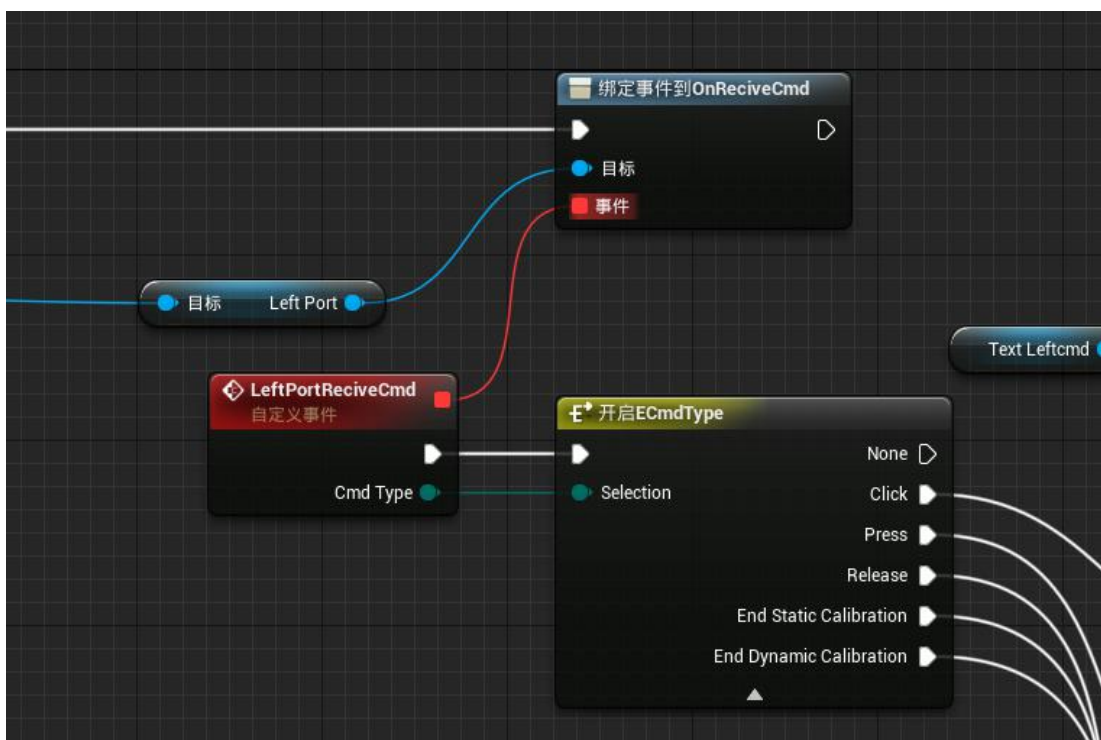 绑定事件到OnReciveCmd
目标
事件
目标 Left Port
Text Leftcmd
LeftPortReciveCmd
自定义事件
Cmd Type
开启ECmdType
None
Selection
Click
Press
Release
End Static Calibration
End Dynamic Calibration